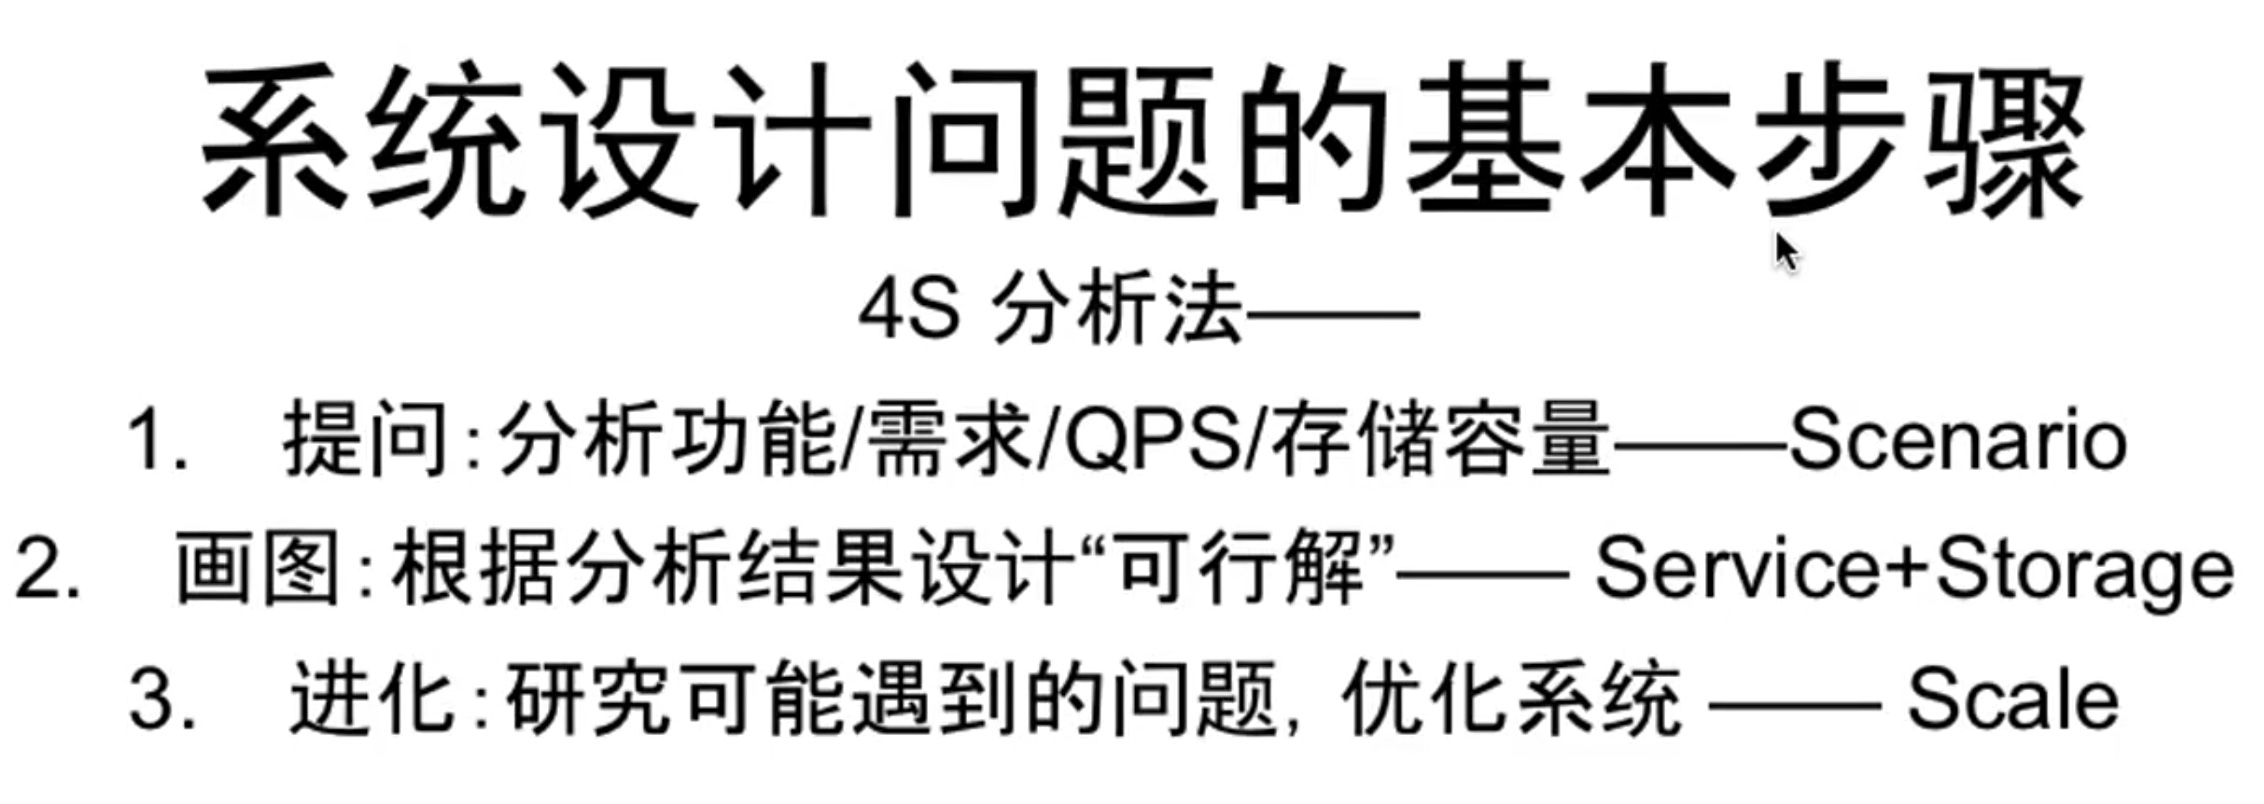 系统设计问题的基本步骤
4S 分析法——
1. 提问:分析功能/需求/QPS/存储容量——Scenario
2. 画图:根据分析结果设计“可行解”—— Service+Storage
3. 进化:研究可能遇到的问题, 优化系统 —— Scale